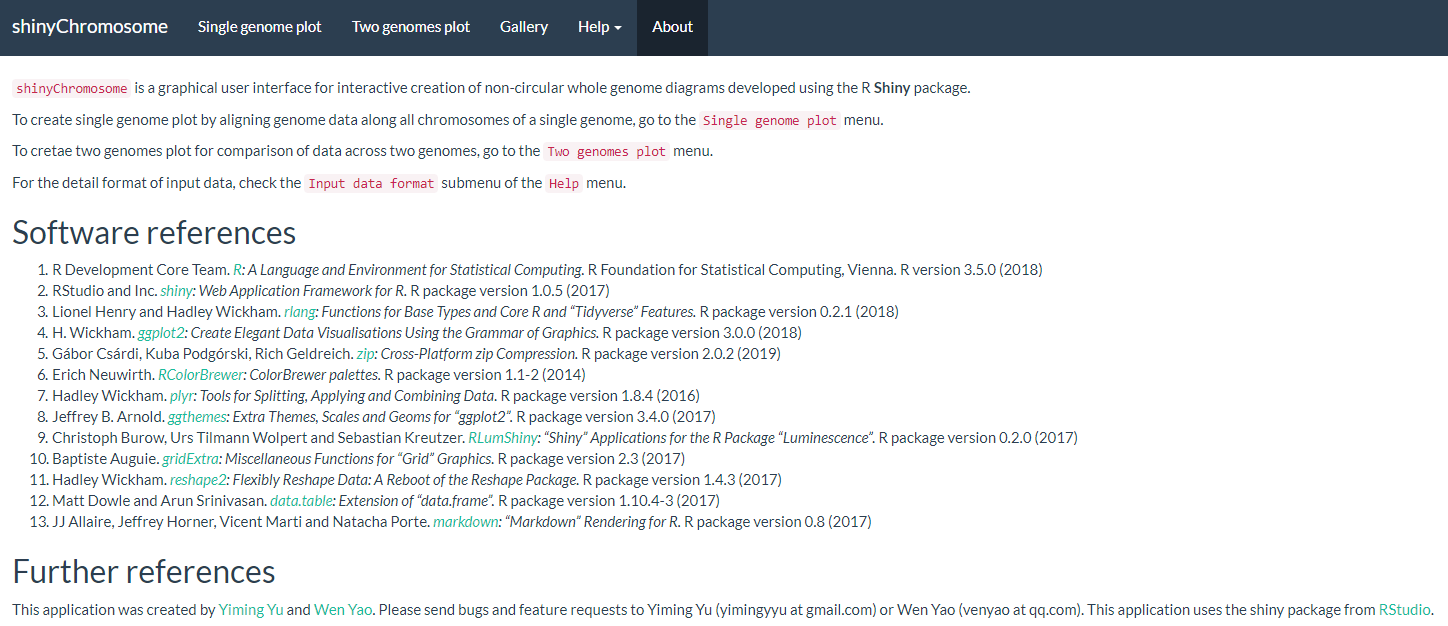 shinyChromosome Single genome plot Two genomes plot Gallery Help About
shinyChromosome is a graphical user interface for interactive creation of non-circular whole genome diagrams developed using the R Shiny package.
To create single genome plot by aligning genome data along all chromosomes of a single genome, go to the Single genome plot menu.
To cretae two genomes plot for comparison of data across two genomes, go to the Two genomes plot menu.
For the detail format of input data, check the Input data format submenu of the Help menu.
Software references
1. R Development Core Team. R: A Language and Environment for Statistical Computing. R Foundation for Statistical Computing, Vienna. R version 3.5.0 (2018)
2. RStudio and Inc. shiny: Web Application Framework for R. R package version 1.0.5 (2017)
3. Lionel Henry and Hadley Wickham. rlang: Functions for Base Types and Core R and “Tidyverse” Features. R package version 0.2.1 (2018)
4. H. Wickham. ggplot2: Create Elegant Data Visualisations Using the Grammar of Graphics. R package version 3.0.0 (2018)
5. Gábor Csárdi, Kuba Podgórski, Rich Geldreich. zip: Cross-Platform zip Compression. R package version 2.0.2 (2019)
6. Erich Neuwirth. RColorBrewer: ColorBrewer palettes. R package version 1.1-2 (2014)
7. Hadley Wickham. plyr: Tools for Splitting, Applying and Combining Data. R package version 1.8.4 (2016)
8. Jeffrey B. Arnold. ggthemes: Extra Themes, Scales and Geoms for “ggplot2”. R package version 3.4.0 (2017)
9. Christoph Burow, Urs Tilmann Wolpert and Sebastian Kreutzer. RLumShiny: “Shiny” Applications for the R Package “Luminescence”. R package version 0.2.0 (2017)
10. Baptiste Auguie. gridExtra: Miscellaneous Functions for “Grid” Graphics. R package version 2.3 (2017)
11. Hadley Wickham. reshape2: Flexibly Reshape Data: A Reboot of the Reshape Package. R package version 1.4.3 (2017)
12. Matt Dowle and Arun Srinivasan. data.table: Extension of “data.frame”. R package version 1.10.4-3 (2017)
13. JJ Allaire, Jeffrey Horner, Vicent Marti and Natacha Porte. markdown: “Markdown” Rendering for R. R package version 0.8 (2017)
Further references
This application was created by Yiming Yu and Wen Yao. Please send bugs and feature requests to Yiming Yu (yimingyyu at gmail.com) or Wen Yao (venyao at qq.com). This application uses the shiny package from RStudio.